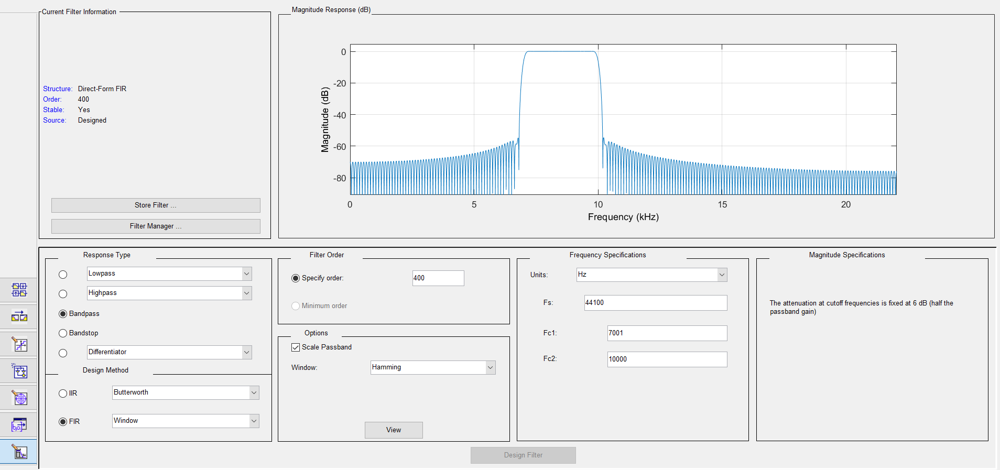 Current Filter Information
Structure: Direct-Form FIR
Order: 400
Stable: Yes
Source: Designed
Store Filter ...
Filter Manager ...
Magnitude Response (dB)
0
-20
-40
-60
-80
Magnitude (dB)
0 5 10 15 20
Frequency (kHz)
Response Type
Lowpass
Highpass
Bandpass
Bandstop
Differentiator
Design Method
IIR Butterworth
FIR Window
Filter Order
Specify order: 400
Minimum order
Options
Scale Passband
Window: Hamming
View
Frequency Specifications
Units: Hz
Fs: 44100
Fc1: 7001
Fc2: 10000
Magnitude Specifications
The attenuation at cutoff frequencies is fixed at 6 dB (half the
passband gain)
Design Filter